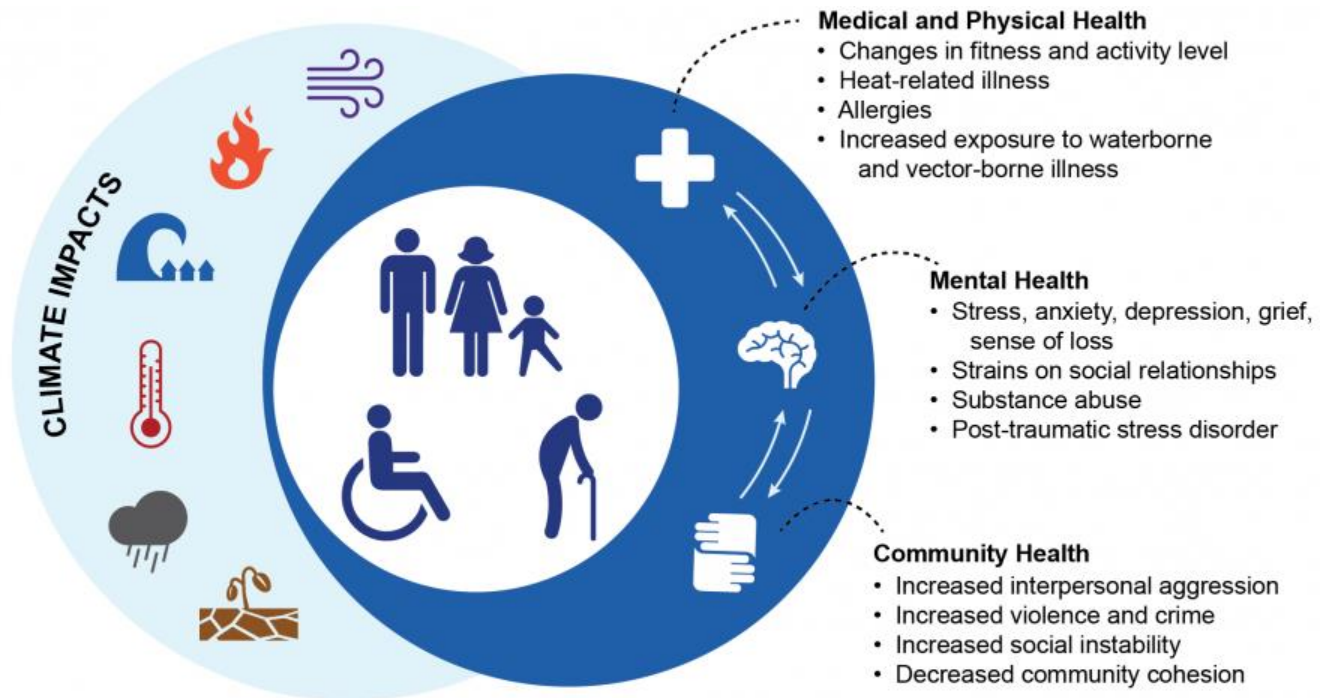 CLIMATE IMPACTS
Medical and Physical Health
• Changes in fitness and activity level
• Heat-related illness
• Allergies
• Increased exposure to waterborne
and vector-borne illness
Mental Health
• Stress, anxiety, depression, grief,
sense of loss
• Strains on social relationships
• Substance abuse
• Post-traumatic stress disorder
Community Health
• Increased interpersonal aggression
• Increased violence and crime
• Increased social instability
• Decreased community cohesion